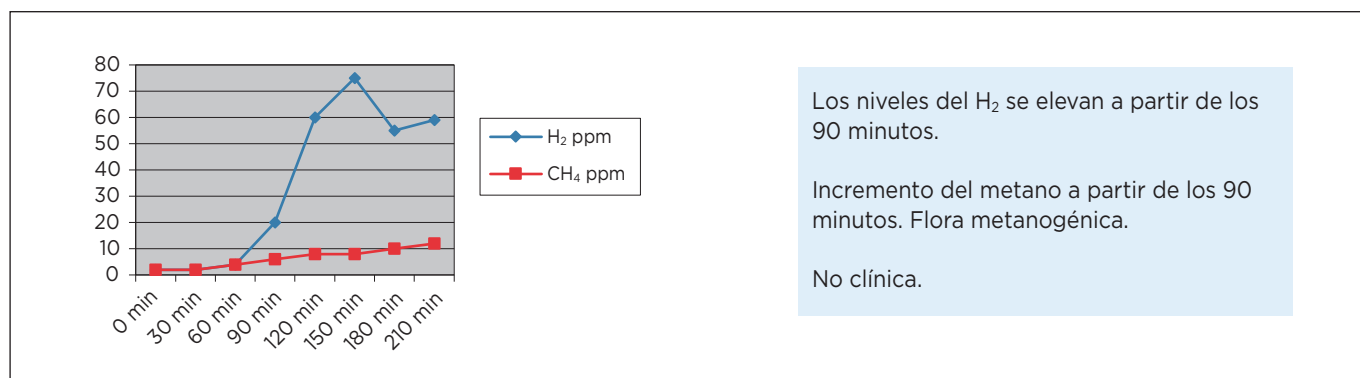 80
70
60
50
40
30
20
10
0
0 min
30 min
60 min
90 min
120 min
150 min
180 min
210 min
H₂ ppm
CH₄ ppm
Los niveles del H₂ se elevan a partir de los
90 minutos.
Incremento del metano a partir de los 90
minutos. Flora metanogénica.
No clínica.